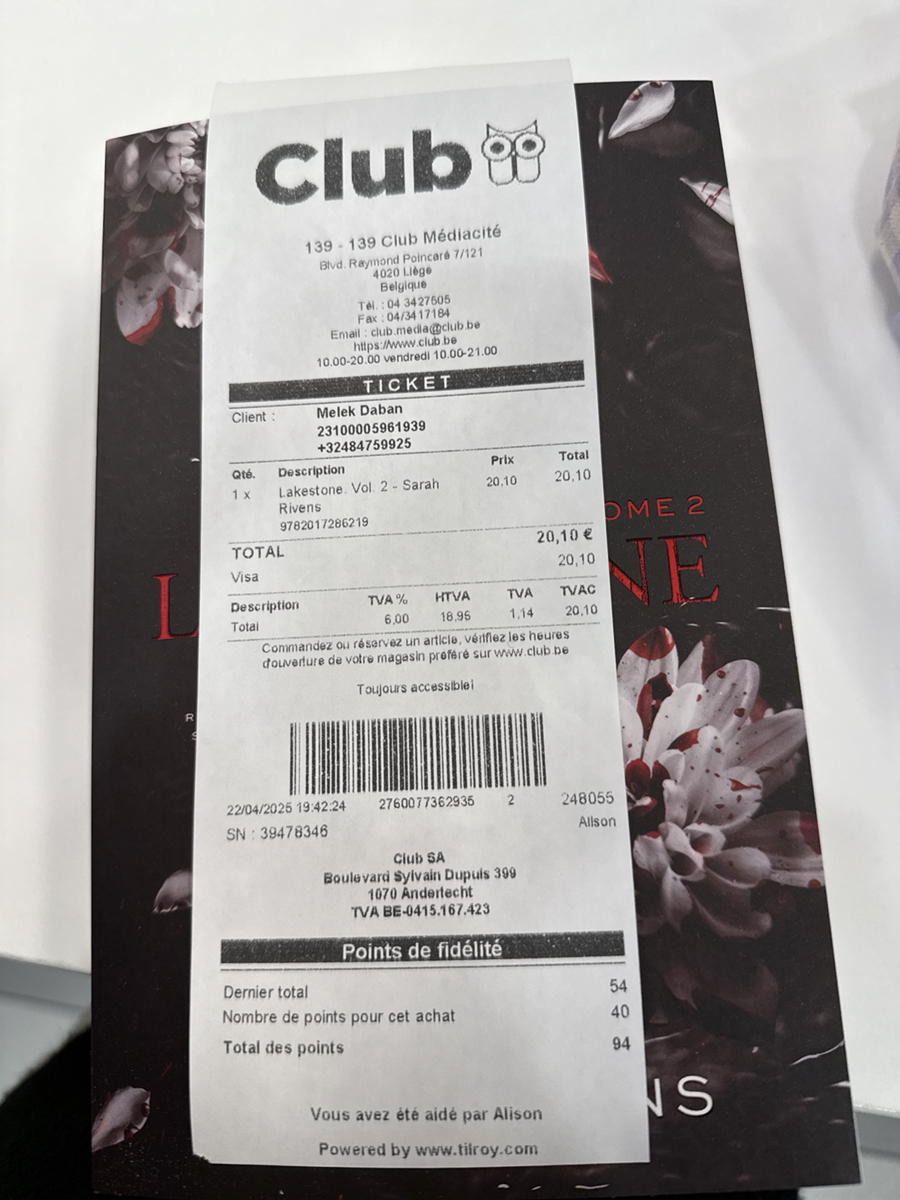 Club
139 - 139 Club Médiacité
Blvd. Raymond Poincaré 7/121
4020 Liège
Belgique
Tél. : 04 3427605
Fax : 04/3417184
Email : club.media@club.be
https://www.club.be
10.00-20.00 vendredi 10.00-21.00
TICKET
Client : Melek Daban
23100005961939
+32484759925
Qté. Description Prix Total
1 x Lakestone. Vol. 2 - Sarah 20,10 20,10
Rivens
9782017286219
TOTAL 20,10 €
Visa 20,10
Description TVA % HTVA TVA TVAC
Total 6,00 18,96 1,14 20,10
Commandez ou réservez un article, vérifiez les heures
d'ouverture de votre magasin préféré sur www.club.be
Toujours accessible!
22/04/2025 19:42:24 2760077362935 2 248055
SN : 39478346 Alison
Club SA
Boulevard Sylvain Dupuis 399
1070 Anderlecht
TVA BE-0415.167.423
Points de fidélité
Dernier total 54
Nombre de points pour cet achat 40
Total des points 94
Vous avez été aidé par Alison
Powered by www.tilroy.com
OME 2
L NE
R
S
NS